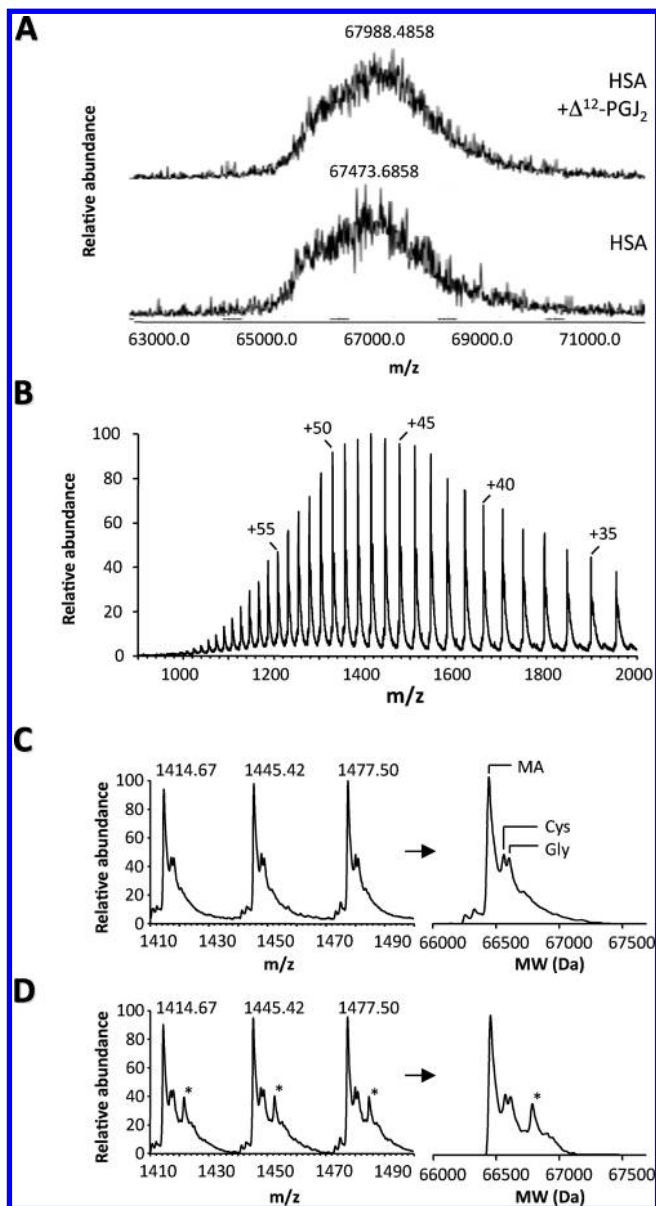 A
67988.4858
HSA
+Δ¹²-PGJ₂
67473.6858
HSA
Relative abundance
63000.0 65000.0 67000.0 69000.0 71000.0
m/z
B
100
80
60
40
20
0
Relative abundance
+50
+45
+55
+40
+35
1000 1200 1400 1600 1800 2000
m/z
C
1414.67 1445.42 1477.50
100
80
60
40
20
0
Relative abundance
MA
Cys
Gly
1410 1430 1450 1470 1490
m/z
66000 66500 67000 67500
MW (Da)
D
1414.67 1445.42 1477.50
100
80
60
40
20
0
Relative abundance
* * * *
1410 1430 1450 1470 1490
m/z
66000 66500 67000 67500
MW (Da)